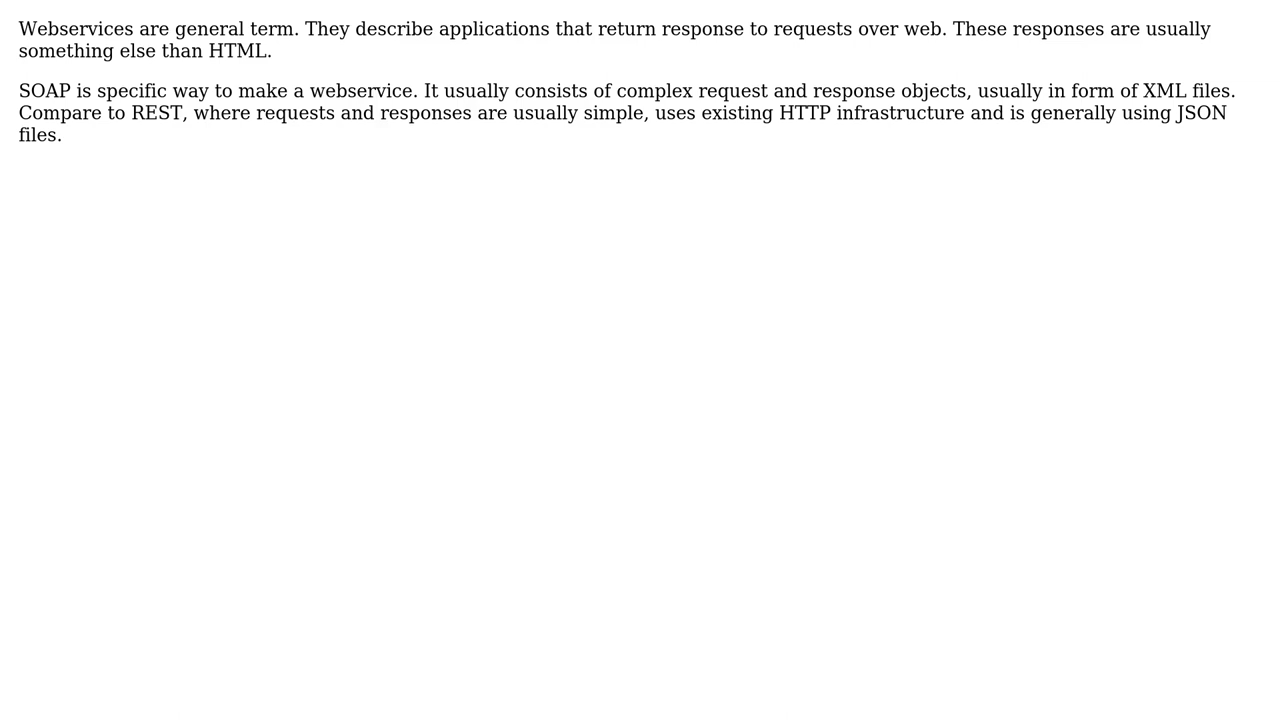 Webservices are general term. They describe applications that return response to requests over web. These responses are usually
something else than HTML.
SOAP is specific way to make a webservice. It usually consists of complex request and response objects, usually in form of XML files.
Compare to REST, where requests and responses are usually simple, uses existing HTTP infrastructure and is generally using JSON
files.